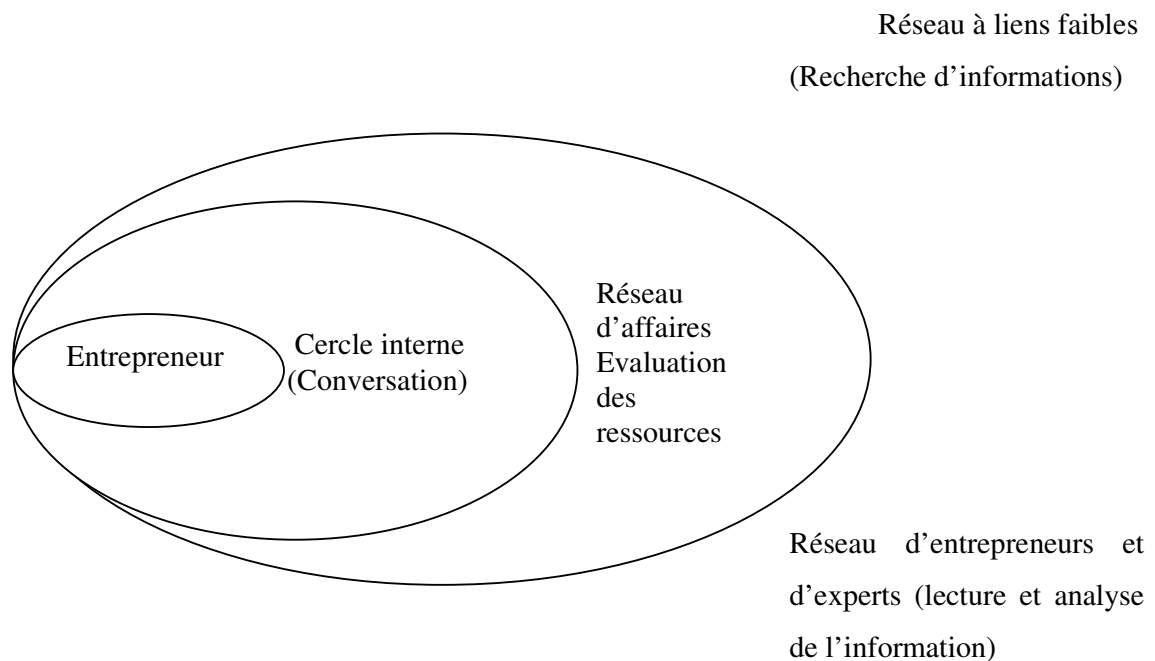 Réseau à liens faibles
(Recherche d’informations)
Entrepreneur
Cercle interne
(Conversation)
Réseau
d’affaires
Evaluation
des
ressources
Réseau d’entrepreneurs et
d’experts (lecture et analyse
de l’information)